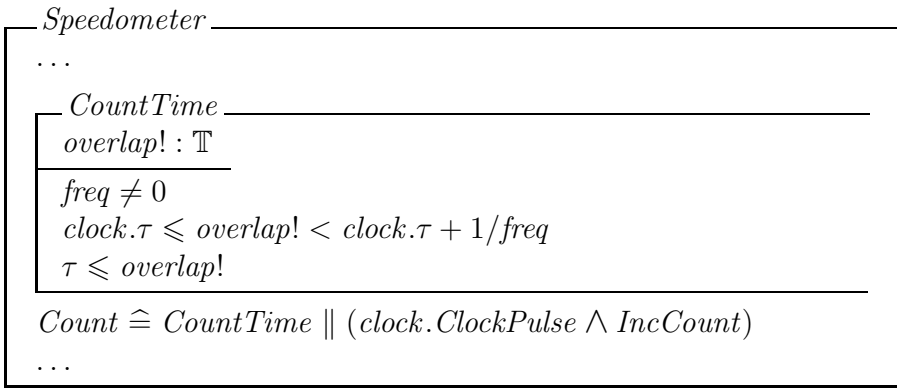 Speedometer
...
CountTime
overlap! : 𝕋
freq ≠ 0
clock.τ ⩽ overlap! < clock.τ + 1/freq
τ ⩽ overlap!
Count ≙ CountTime ∥ (clock.ClockPulse ∧ IncCount)
...